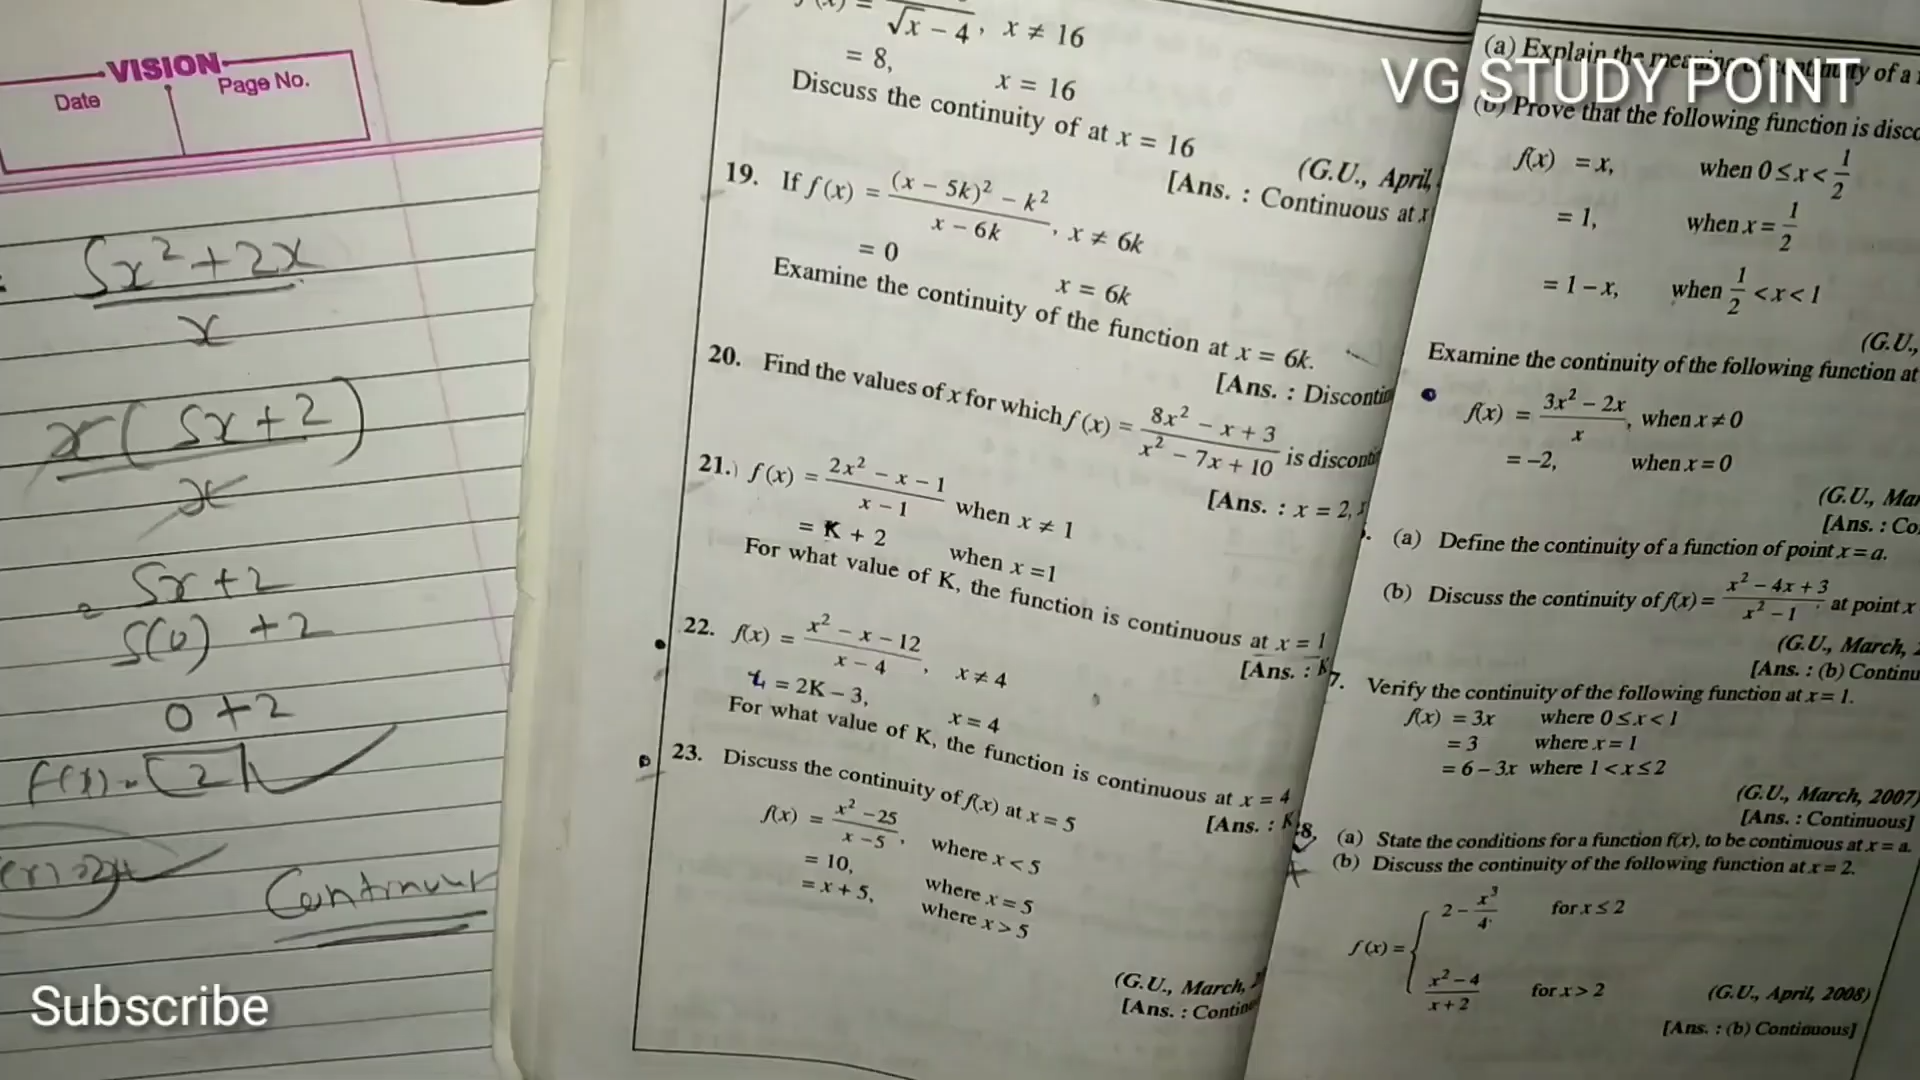 VISION
Date
Page No.
5x² + 2x
x
x(5x + 2)
x
= 5x + 2
5(0) + 2
0 + 2
f(x) = 2
Continuous
Subscribe
√x − 4, x ≠ 16
= 8, x = 16
Discuss the continuity of at x = 16
(G.U., April,
[Ans. : Continuous at x
19. If f(x) = (x − 5k)² − k² / x − 6k, x ≠ 6k
= 0 x = 6k
Examine the continuity of the function at x = 6k.
[Ans. :
20. Find the values of x for which f(x) = 8x² − x + 3 / x² − 7x + 10 is
[Ans. : x = 2,
21. f(x) = 2x² − x − 1 / x − 1 when x ≠ 1
= K + 2 when x = 1
For what value of K, the function is continuous at x = 1
[Ans. : K
22. f(x) = x² − x − 12 / x − 4, x ≠ 4
= 2K − 3, x = 4
For what value of K, the function is continuous at x = 4
[Ans. : K
23. Discuss the continuity of f(x) at x = 5
f(x) = x² − 25 / x − 5, where x < 5
= 10, where x = 5
= x + 5, where x > 5
(G.U., March,
[Ans. :
VG STUDY POINT
(a) Explain the meaning of continuity of a
(b) Prove that the following function is
f(x) = x, when 0 ≤ x < 1/2
= 1, when x = 1/2
= 1 − x, when 1/2 < x < 1
(G.U.,
Examine the continuity of the following function at
f(x) = 3x² − 2x / x, when x ≠ 0
= −2, when x = 0
(G.U.,
[Ans. :
(a) Define the continuity of a function of point x = a.
(b) Discuss the continuity of f(x) = x² − 4x + 3 / x² − 1 at point x
(G.U., March,
[Ans. : (b)
7. Verify the continuity of the following function at x = 1.
f(x) = 3x where 0 ≤ x < 1
= 3 where x = 1
= 6 − 3x where 1 < x ≤ 2
(G.U., March, 2007)
[Ans. : Continuous]
8. (a) State the conditions for a function f(x), to be continuous at x = a.
(b) Discuss the continuity of the following function at x = 2.
2 − x³/4 for x ≤ 2
f(x) =
x² − 4 / x + 2 for x > 2
(G.U., April, 2008)
[Ans. : (b) Continuous]